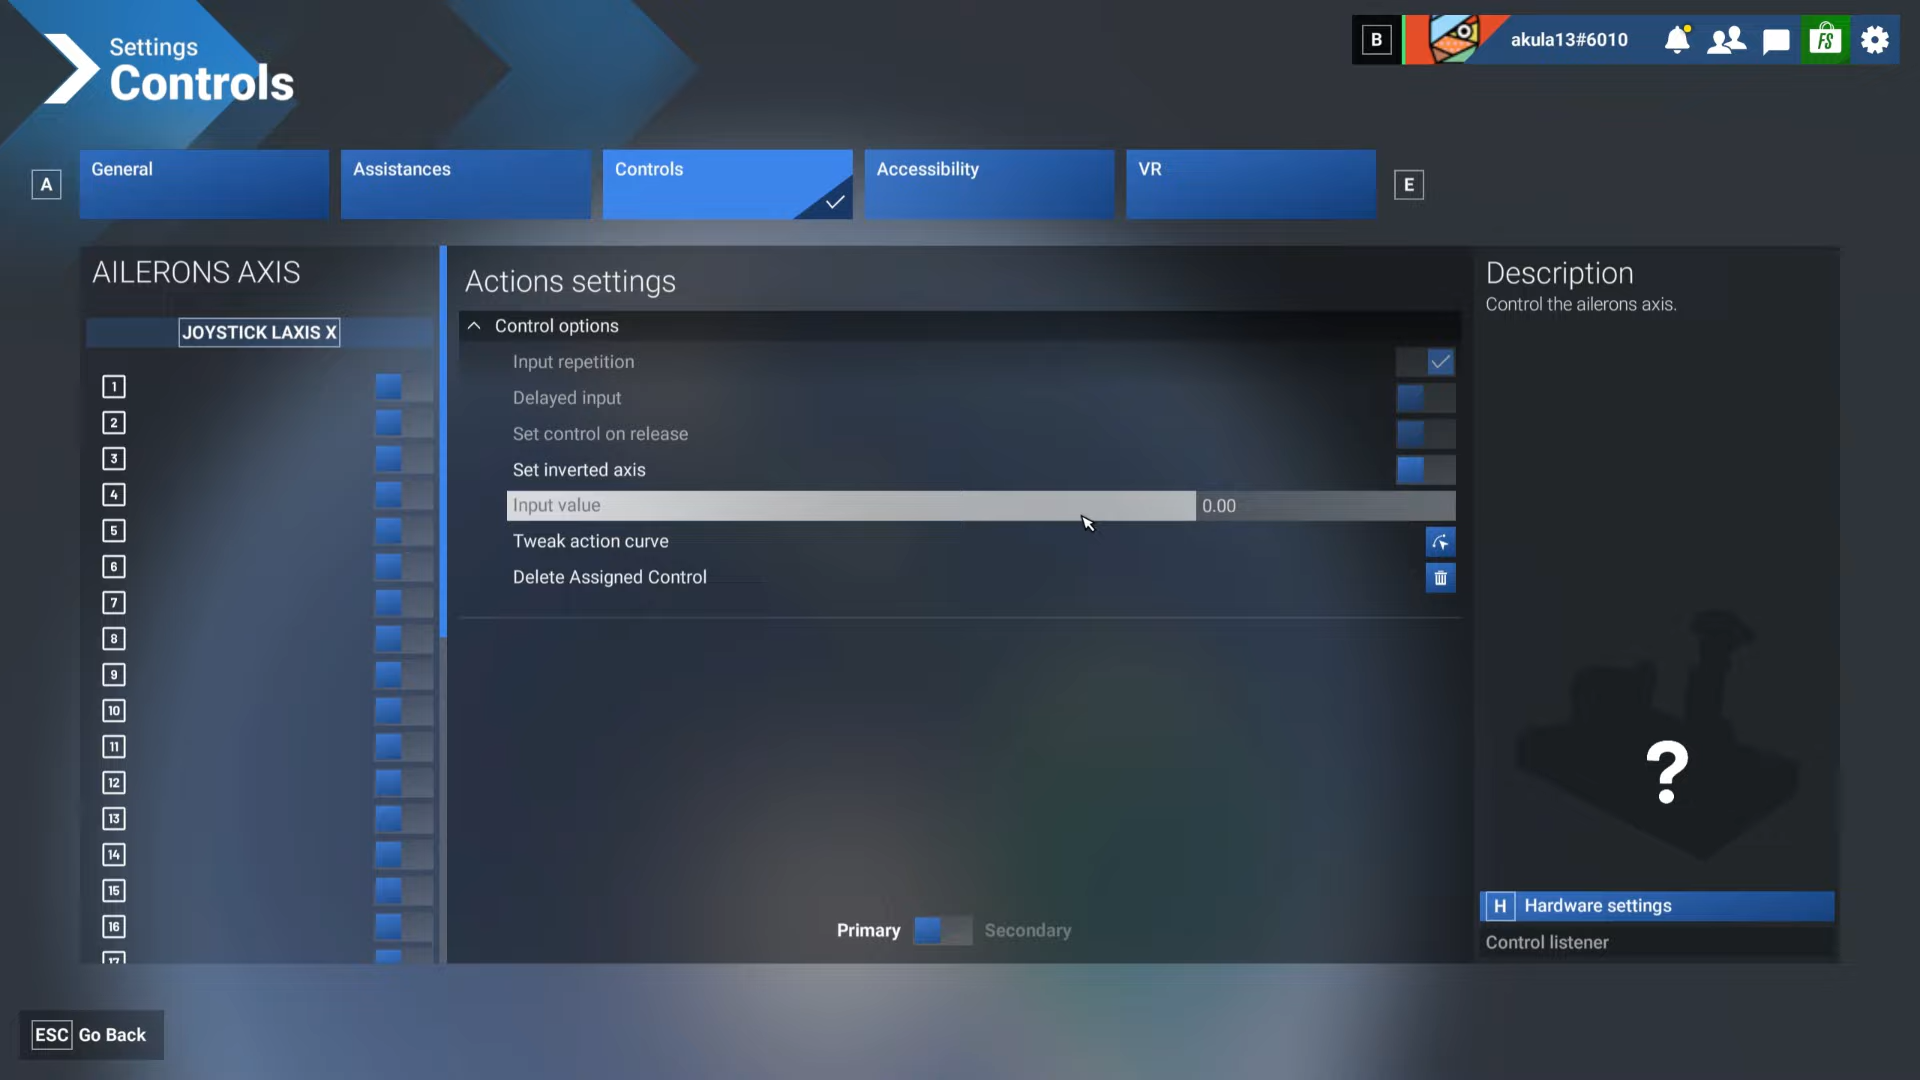 Settings
Controls
B
akula13#6010
FS
A
General
Assistances
Controls
Accessibility
VR
E
AILERONS AXIS
JOYSTICK LAXIS X
1
2
3
4
5
6
7
8
9
10
11
12
13
14
15
16
17
Actions settings
Control options
Input repetition
Delayed input
Set control on release
Set inverted axis
Input value 0.00
Tweak action curve
Delete Assigned Control
Primary Secondary
Description
Control the ailerons axis.
?
H Hardware settings
Control listener
ESC Go Back